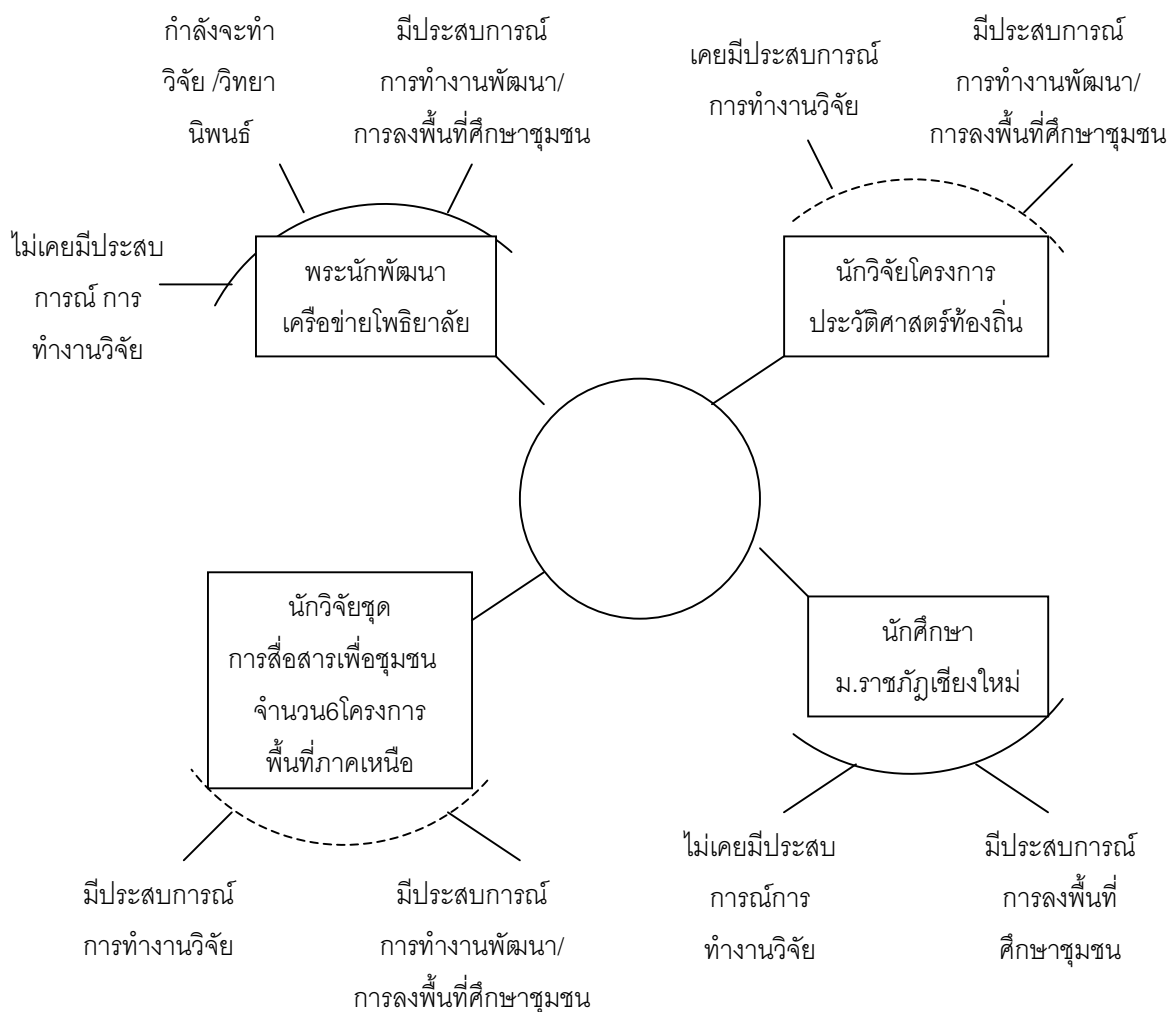 กำลังจะทำ
วิจัย /วิทยา
นิพนธ์
มีประสบการณ์
การทำงานพัฒนา/
การลงพื้นที่ศึกษาชุมชน
เคยมีประสบการณ์
การทำงานวิจัย
มีประสบการณ์
การทำงานพัฒนา/
การลงพื้นที่ศึกษาชุมชน
ไม่เคยมีประสบ
การณ์ การ
ทำงานวิจัย
พระนักพัฒนา
เครือข่ายโพธิยาลัย
นักวิจัยโครงการ
ประวัติศาสตร์ท้องถิ่น
นักวิจัยชุด
การสื่อสารเพื่อชุมชน
จำนวน6โครงการ
พื้นที่ภาคเหนือ
นักศึกษา
ม.ราชภัฏเชียงใหม่
มีประสบการณ์
การทำงานวิจัย
มีประสบการณ์
การทำงานพัฒนา/
การลงพื้นที่ศึกษาชุมชน
ไม่เคยมีประสบ
การณ์การ
ทำงานวิจัย
มีประสบการณ์
การลงพื้นที่
ศึกษาชุมชน